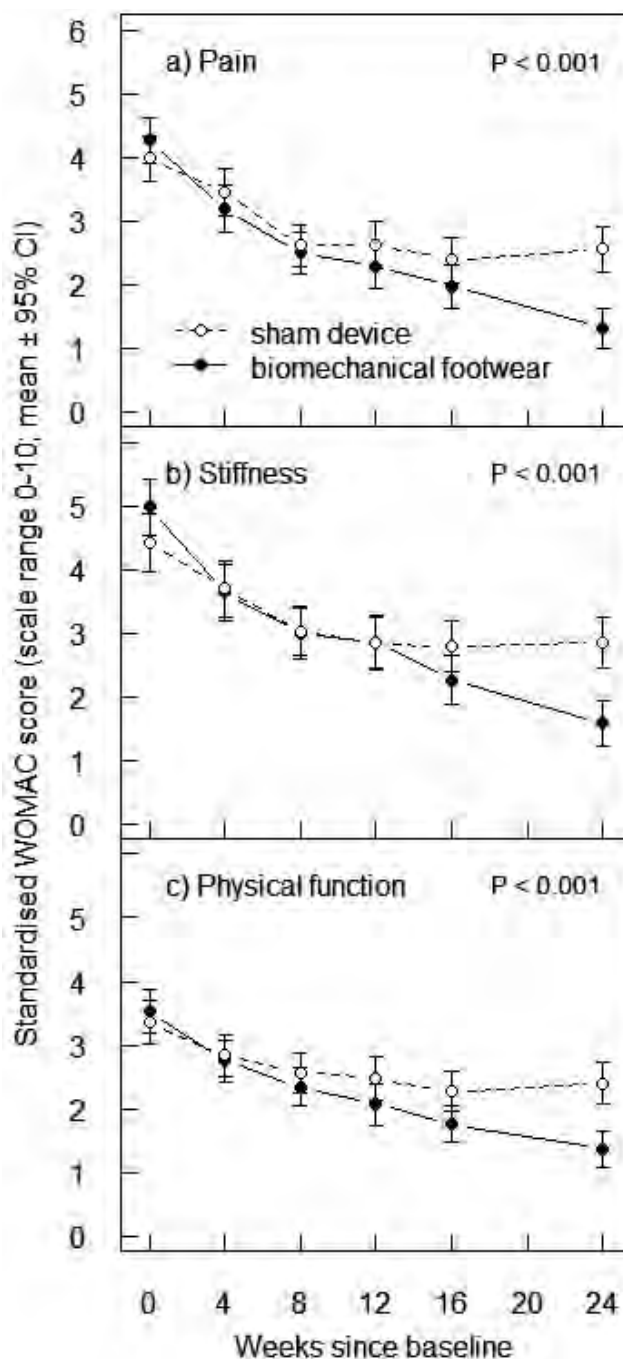 Standardised WOMAC score (scale range 0-10; mean ± 95% CI)
a) Pain P < 0.001
6
5
4
3
2
1
0
sham device
biomechanical footwear
b) Stiffness P < 0.001
5
4
3
2
1
0
c) Physical function P < 0.001
5
4
3
2
1
0
0 4 8 12 16 20 24
Weeks since baseline